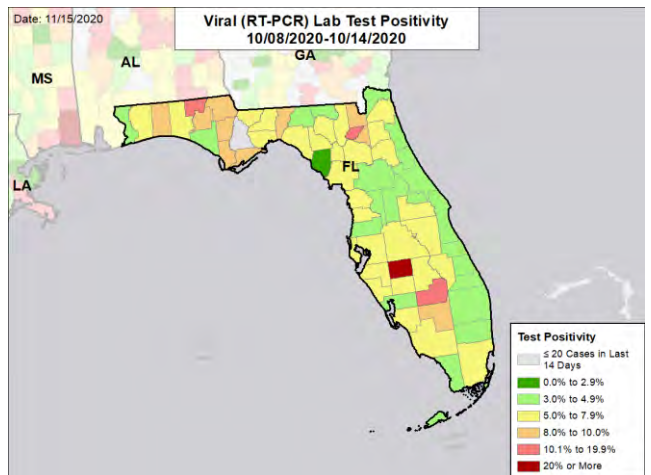 Date: 11/15/2020
Viral (RT-PCR) Lab Test Positivity
10/08/2020-10/14/2020
GA
AL
MS
FL
LA
Test Positivity
≤ 20 Cases in Last
14 Days
0.0% to 2.9%
3.0% to 4.9%
5.0% to 7.9%
8.0% to 10.0%
10.1% to 19.9%
20% or More